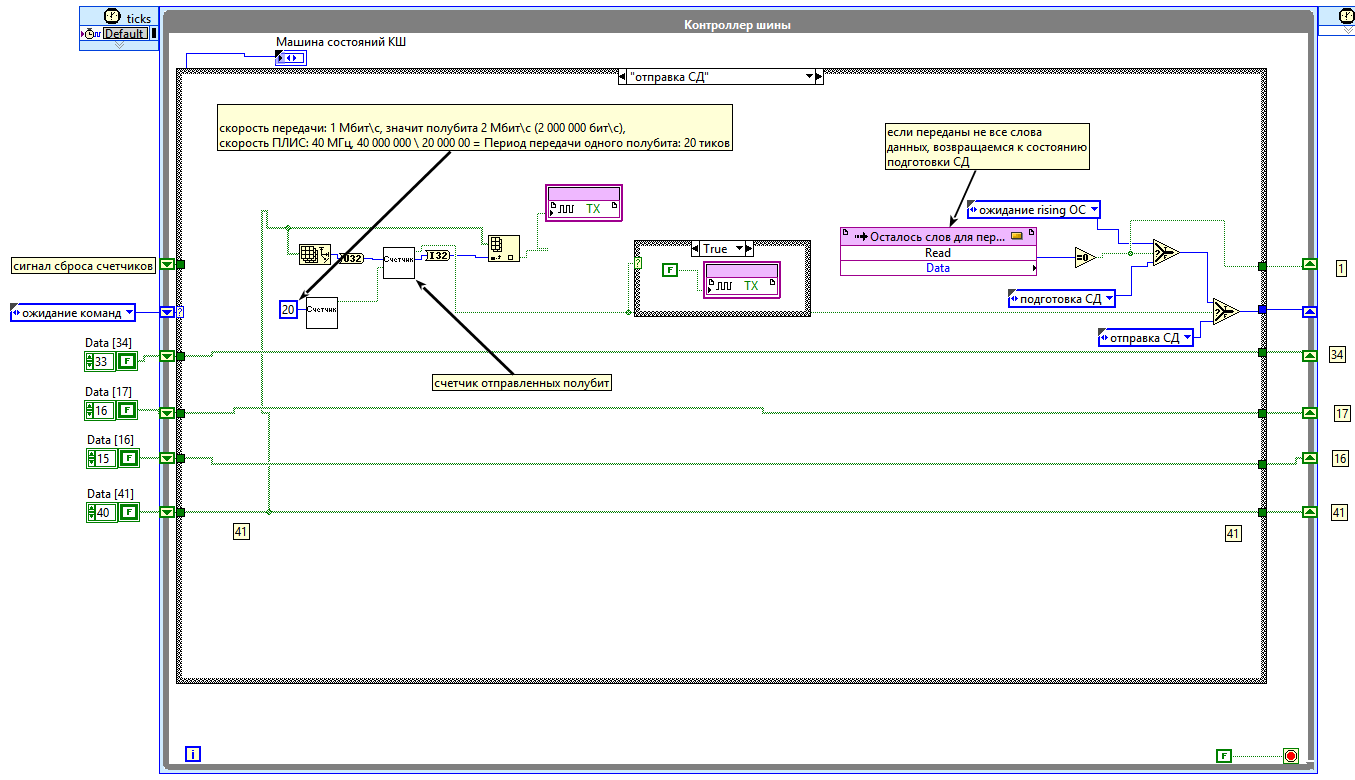 ticks
Default
Контроллер шины
Машина состояний КШ
"отправка СД"
скорость передачи: 1 Мбит\с, значит полубита 2 Мбит\с (2 000 000 бит\с),
скорость ПЛИС: 40 МГц, 40 000 000 \ 20 000 00 = Период передачи одного полубита: 20 тиков
если переданы не все слова
данных, возвращаемся к состоянию
подготовки СД
TX
ожидание rising ОС
Осталось слов для пер...
Read
Data
=0
True
F
TX
U32
Счетчик
I32
сигнал сброса счетчиков
1
20
Счетчик
подготовка СД
ожидание команд
отправка СД
Data [34]
33
F
34
счетчик отправленных полубит
Data [17]
16
F
17
Data [16]
15
F
16
Data [41]
40
F
41
41
41
i
F